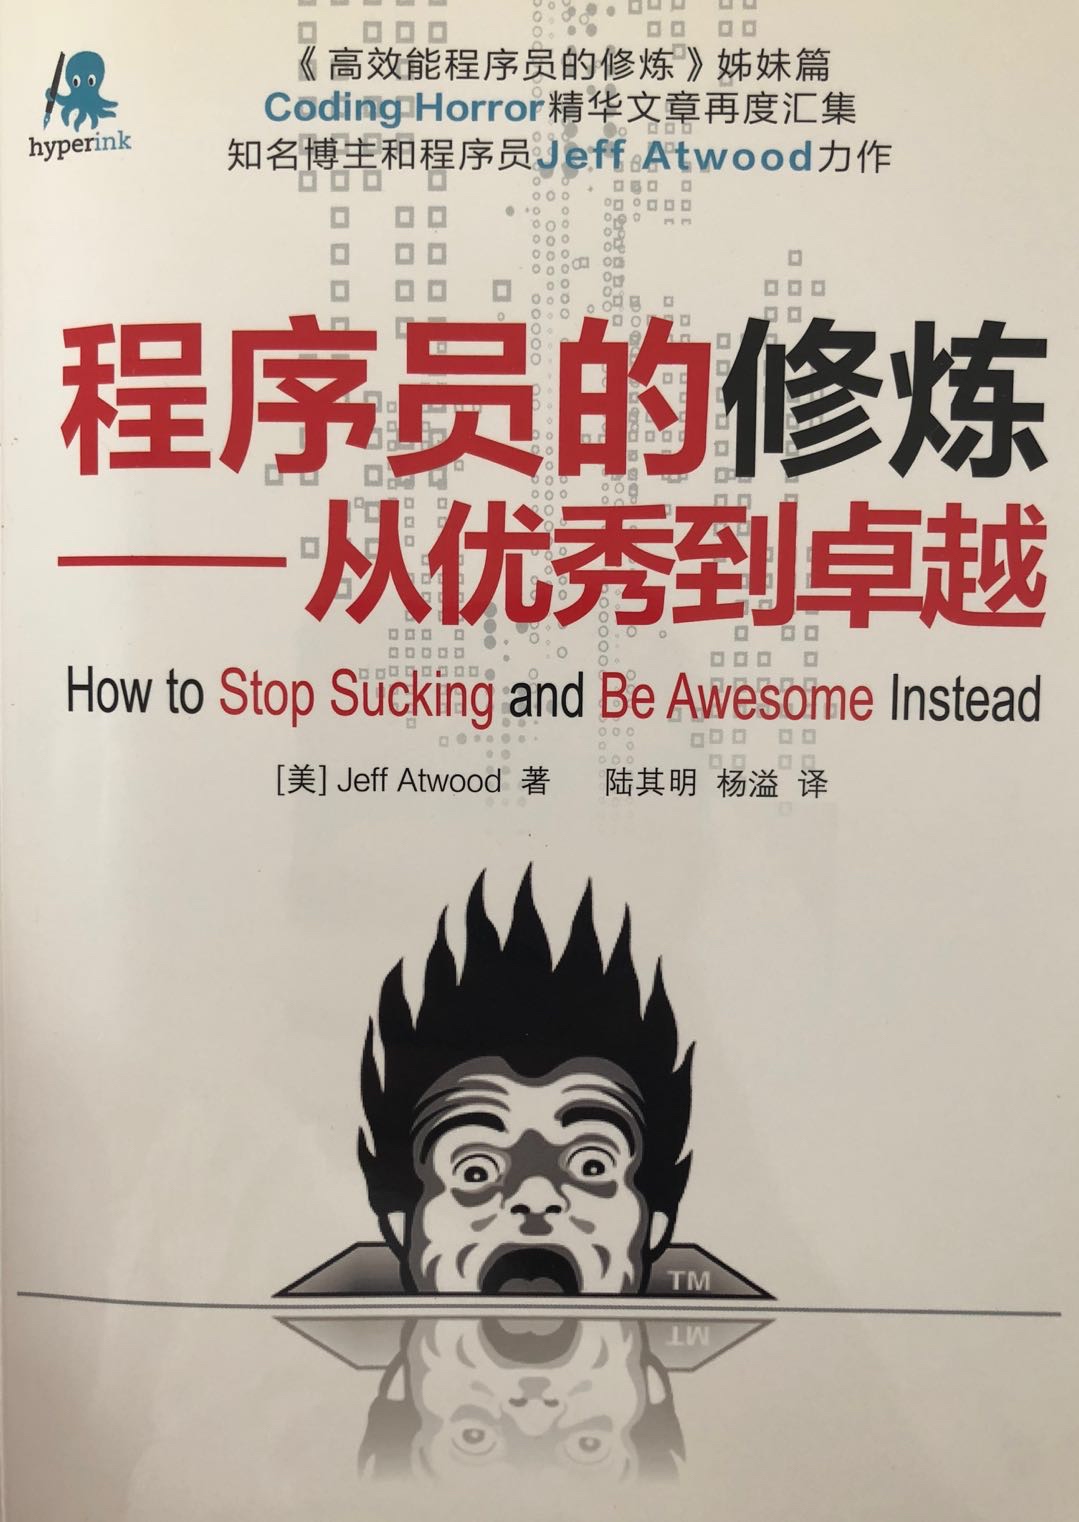 hyperink
《高效能程序员的修炼》姊妹篇
Coding Horror精华文章再度汇集
知名博主和程序员Jeff Atwood力作
程序员的修炼
——从优秀到卓越
How to Stop Sucking and Be Awesome Instead
[美] Jeff Atwood 著 陆其明 杨溢 译
TM